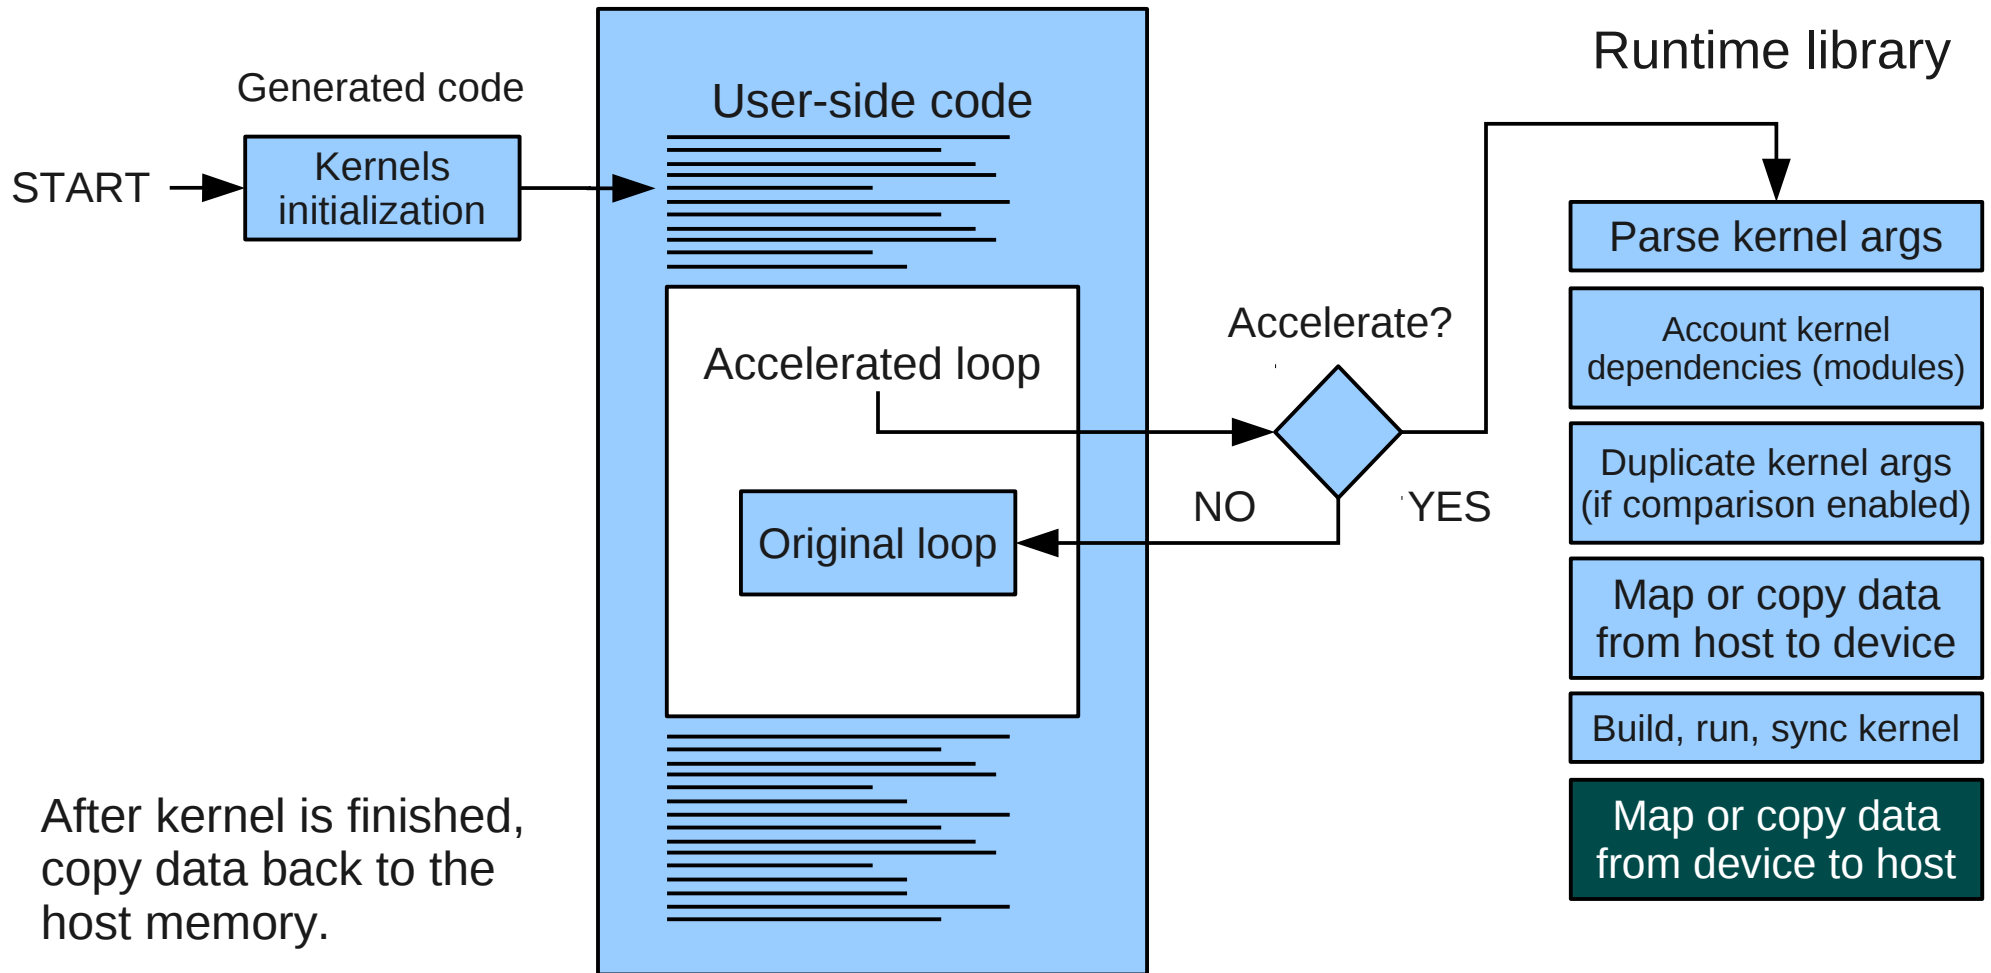 Generated code
START
Kernels
initialization
User-side code
Accelerated loop
Original loop
Accelerate?
NO
YES
Runtime library
Parse kernel args
Account kernel
dependencies (modules)
Duplicate kernel args
(if comparison enabled)
Map or copy data
from host to device
Build, run, sync kernel
Map or copy data
from device to host
After kernel is finished,
copy data back to the
host memory.